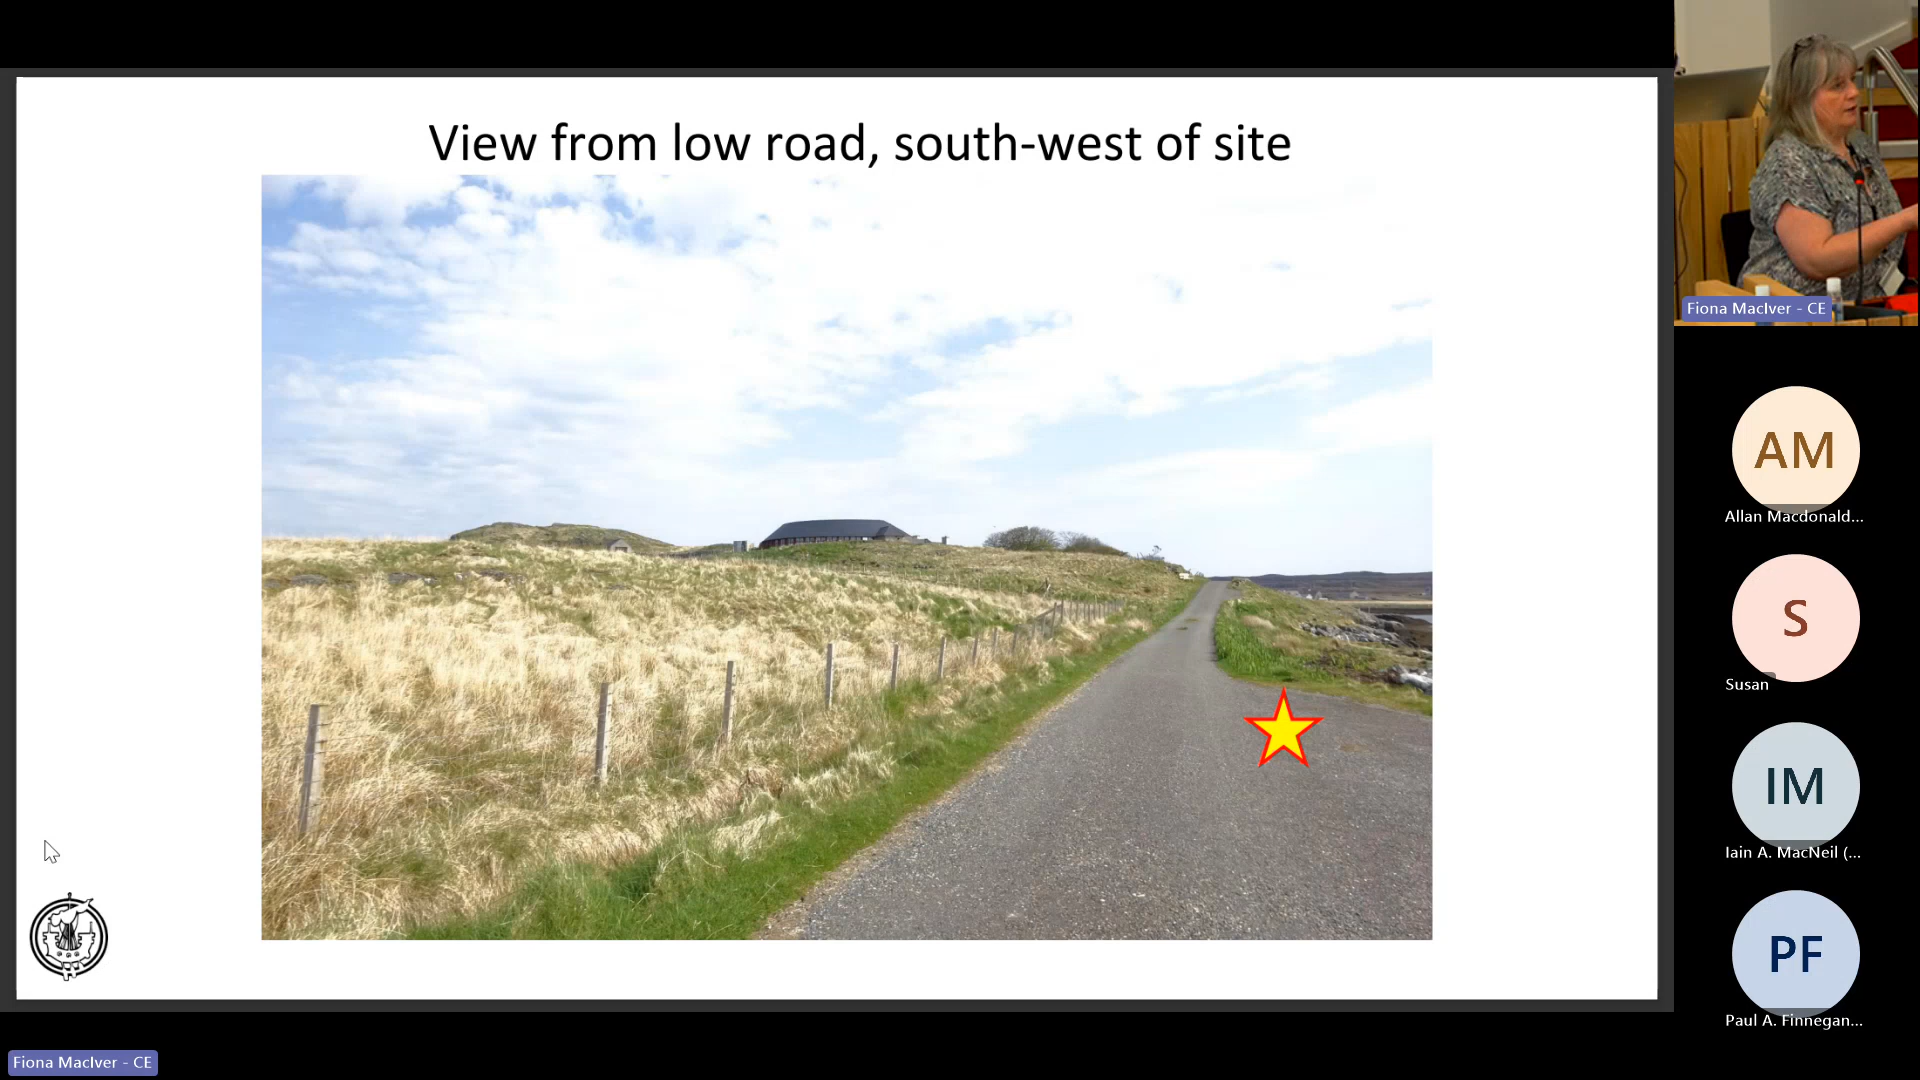 View from low road, south-west of site
Fiona MacIver - CE
AM
Allan Macdonald...
S
Susan
IM
Iain A. MacNeil (...
PF
Paul A. Finnegan...
Fiona MacIver - CE